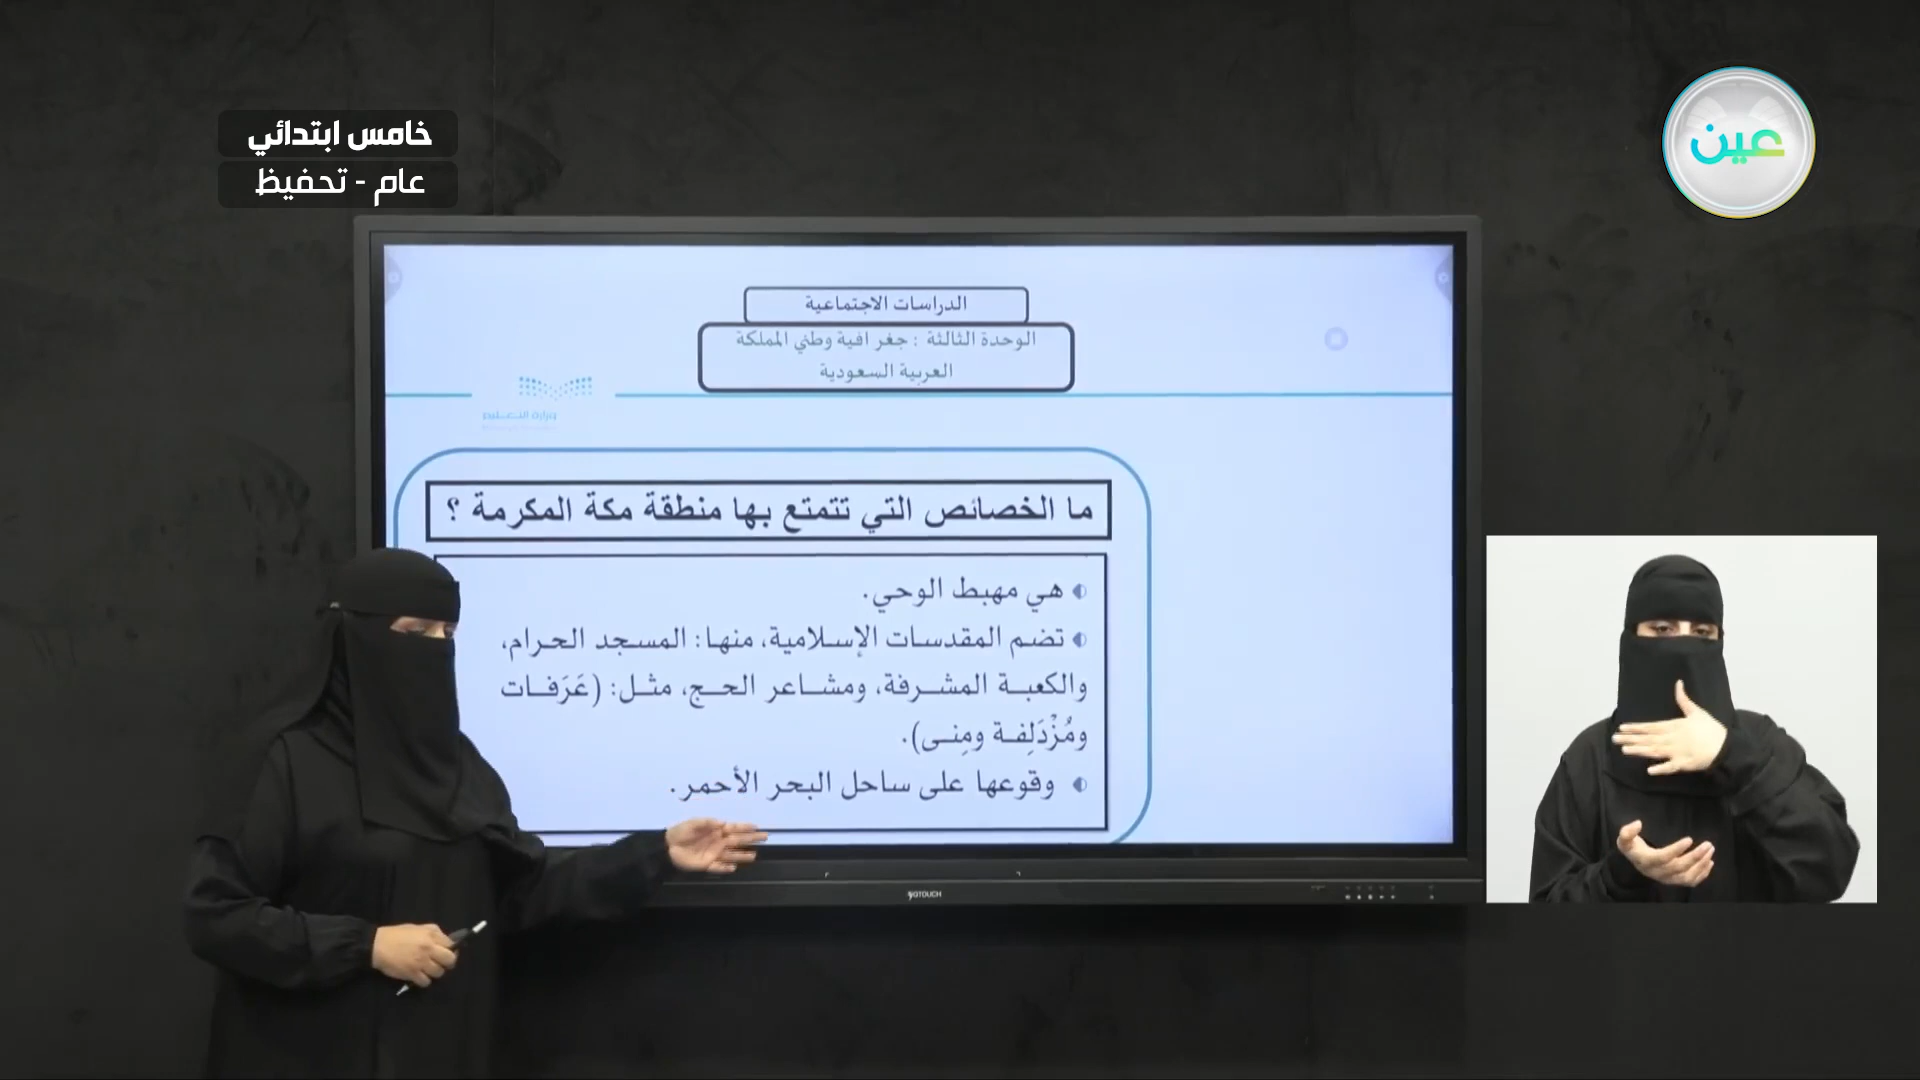 خامس ابتدائي
عام - تحفيظ
عين
الدراسات الاجتماعية
الوحدة الثالثة : جغرافية وطني المملكة
العربية السعودية
وزارة التعليم
ما الخصائص التي تتمتع بها منطقة مكة المكرمة ؟
هي مهبط الوحي.
تضم المقدسات الإسلامية، منها: المسجد الحرام،
والكعبة المشرفة، ومشاعر الحج، مثل: (عَرَفات
ومُزْدَلِفة ومِنى).
وقوعها على ساحل البحر الأحمر.